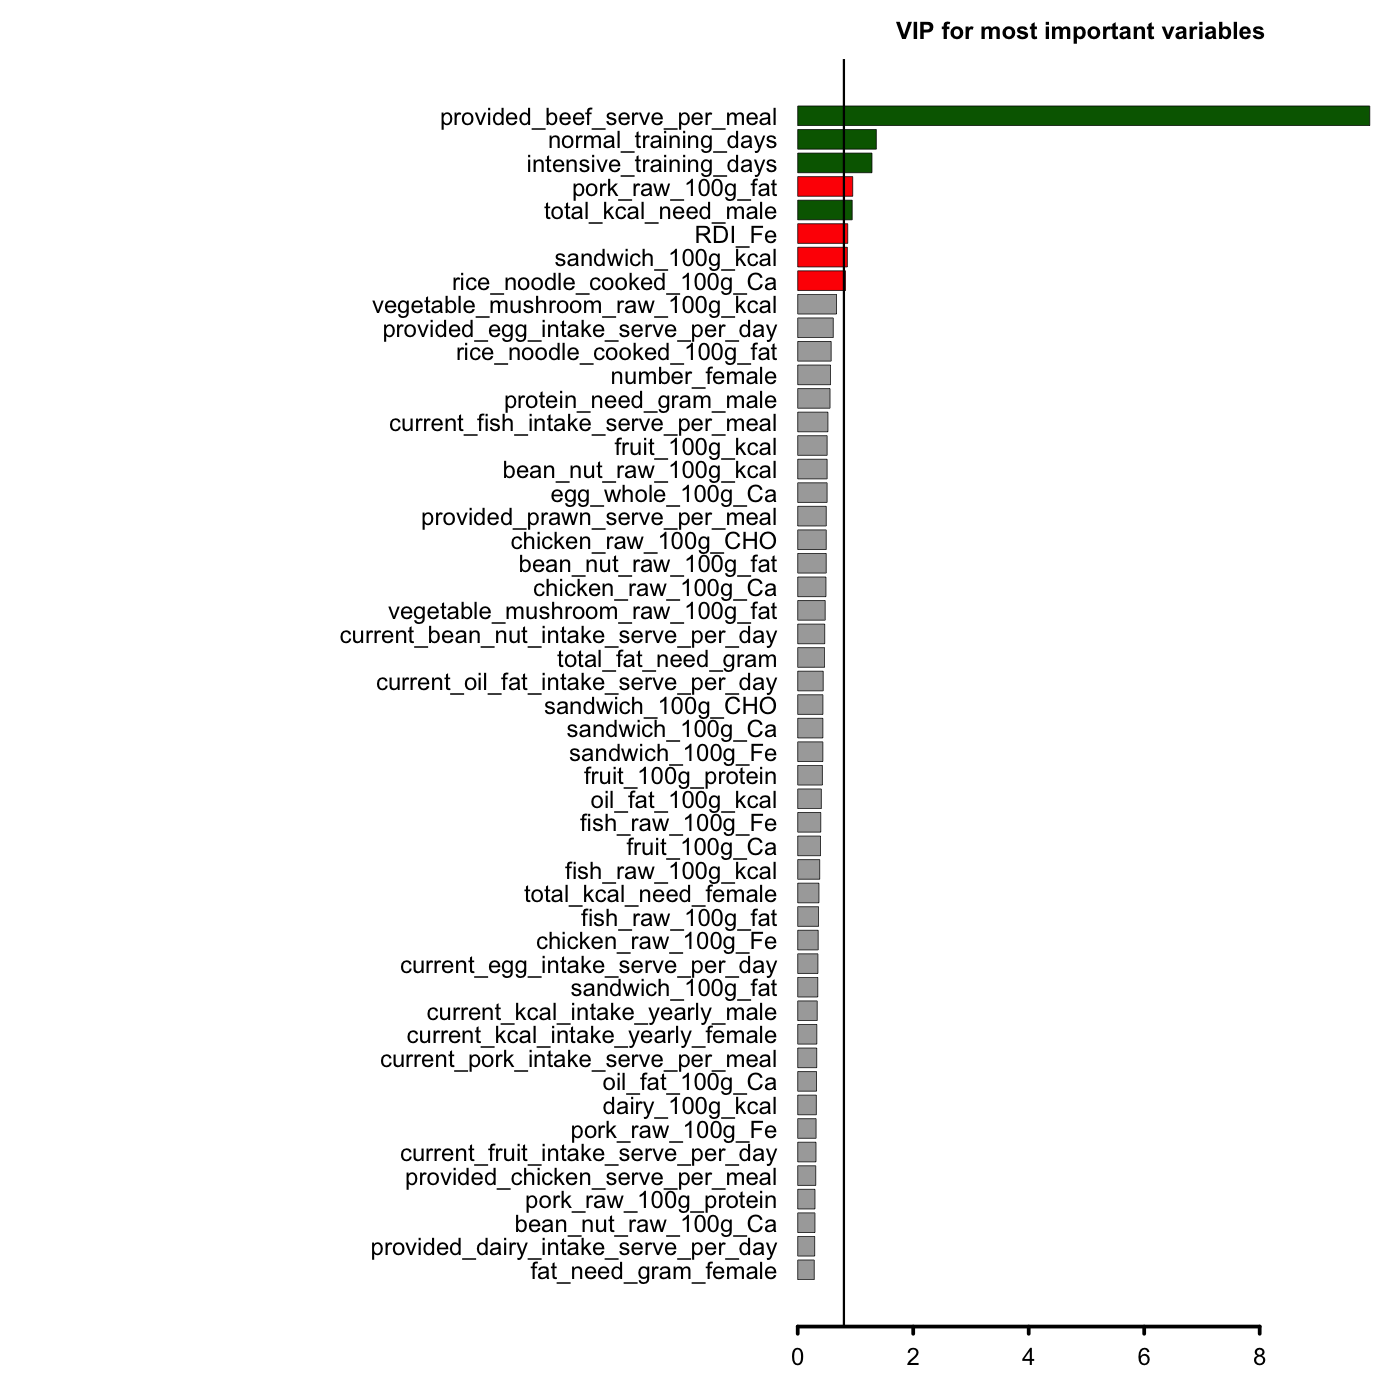 VIP for most important variables
provided_beef_serve_per_meal
normal_training_days
intensive_training_days
pork_raw_100g_fat
total_kcal_need_male
RDI_Fe
sandwich_100g_kcal
rice_noodle_cooked_100g_Ca
vegetable_mushroom_raw_100g_kcal
provided_egg_intake_serve_per_day
rice_noodle_cooked_100g_fat
number_female
protein_need_gram_male
current_fish_intake_serve_per_meal
fruit_100g_kcal
bean_nut_raw_100g_kcal
egg_whole_100g_Ca
provided_prawn_serve_per_meal
chicken_raw_100g_CHO
bean_nut_raw_100g_fat
chicken_raw_100g_Ca
vegetable_mushroom_raw_100g_fat
current_bean_nut_intake_serve_per_day
total_fat_need_gram
current_oil_fat_intake_serve_per_day
sandwich_100g_CHO
sandwich_100g_Ca
sandwich_100g_Fe
fruit_100g_protein
oil_fat_100g_kcal
fish_raw_100g_Fe
fruit_100g_Ca
fish_raw_100g_kcal
total_kcal_need_female
fish_raw_100g_fat
chicken_raw_100g_Fe
current_egg_intake_serve_per_day
sandwich_100g_fat
current_kcal_intake_yearly_male
current_kcal_intake_yearly_female
current_pork_intake_serve_per_meal
oil_fat_100g_Ca
dairy_100g_kcal
pork_raw_100g_Fe
current_fruit_intake_serve_per_day
provided_chicken_serve_per_meal
pork_raw_100g_protein
bean_nut_raw_100g_Ca
provided_dairy_intake_serve_per_day
fat_need_gram_female
0 2 4 6 8